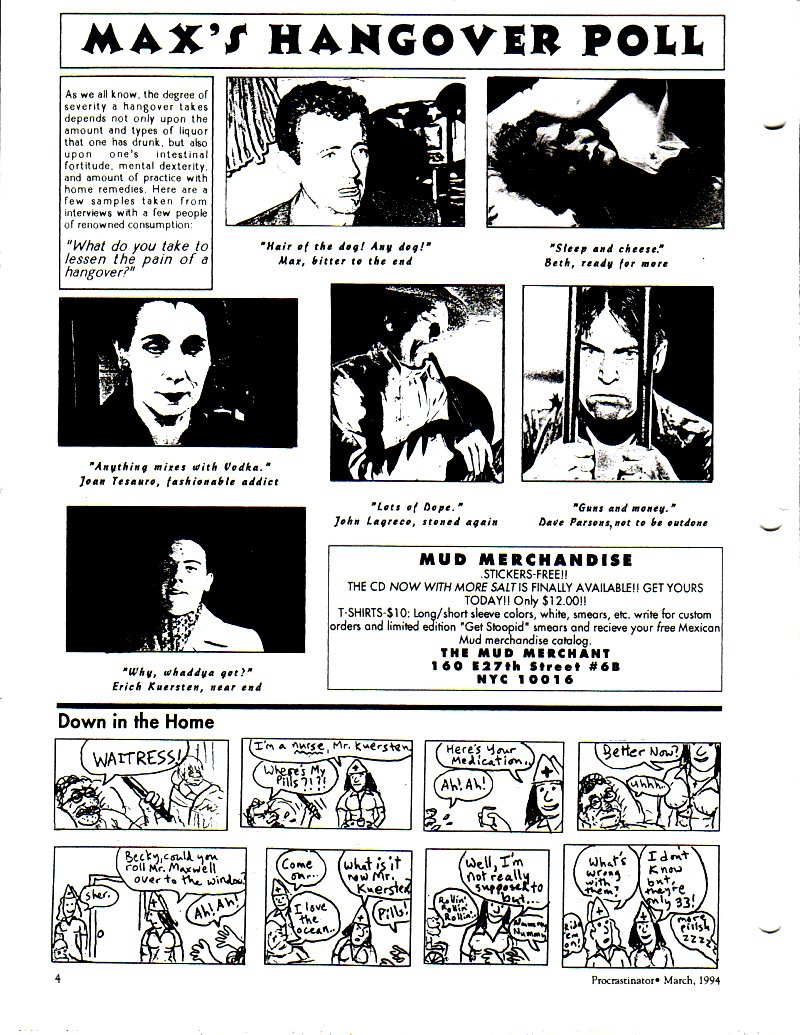 MAX'S HANGOVER POLL
As we all know, the degree of
severity a hangover takes
depends not only upon the
amount and types of liquor
that one has drunk, but also
upon one's intestinal
fortitude, mental dexterity,
and amount of practice with
home remedies. Here are a
few samples taken from
interviews with a few people
of renowned consumption:
"What do you take to
lessen the pain of a
hangover?"
"Hair of the dog! Any dog!"
Max, bitter to the end
"Sleep and cheese."
Beth, ready for more
"Anything mixes with Vodka."
Joan Tesauro, fashionable addict
"Lots of Dope."
John Lagreco, stoned again
"Guns and money."
Dave Parsons, not to be outdone
"Why, whaddya got?"
Erich Kuersten, near end
MUD MERCHANDISE
.STICKERS-FREE!!
THE CD NOW WITH MORE SALT IS FINALLY AVAILABLE!! GET YOURS
TODAY!! Only $12.00!!
T-SHIRTS-$10: Long/short sleeve colors, white, smears, etc. write for custom
orders and limited edition "Get Stoopid" smears and recieve your free Mexican
Mud merchandise catalog.
THE MUD MERCHANT
160 E27th Street #6B
NYC 10016
Down in the Home
WAITRESS!
I'm a nurse, Mr. Kuersten
Where's My
Pills?!?!
Here's Your
Medication..
Ah! Ah!
Better Now?
Uhhh..
Becky, could you
roll Mr. Maxwell
over to the window?
sher.
Ah! Ah!
Come
on...
I love
the
ocean..
What is it
now Mr.
Kuersten
Pills!
Well, I'm
not really
supposed to
but...
Rollin'
Rollin'
Rollin'
Nummy
Nummy
What's
wrong
with
them?
I dont
Know
but
they're
only 33!
em
on!
more
pillsh
zzzz
4
Procrastinator• March, 1994